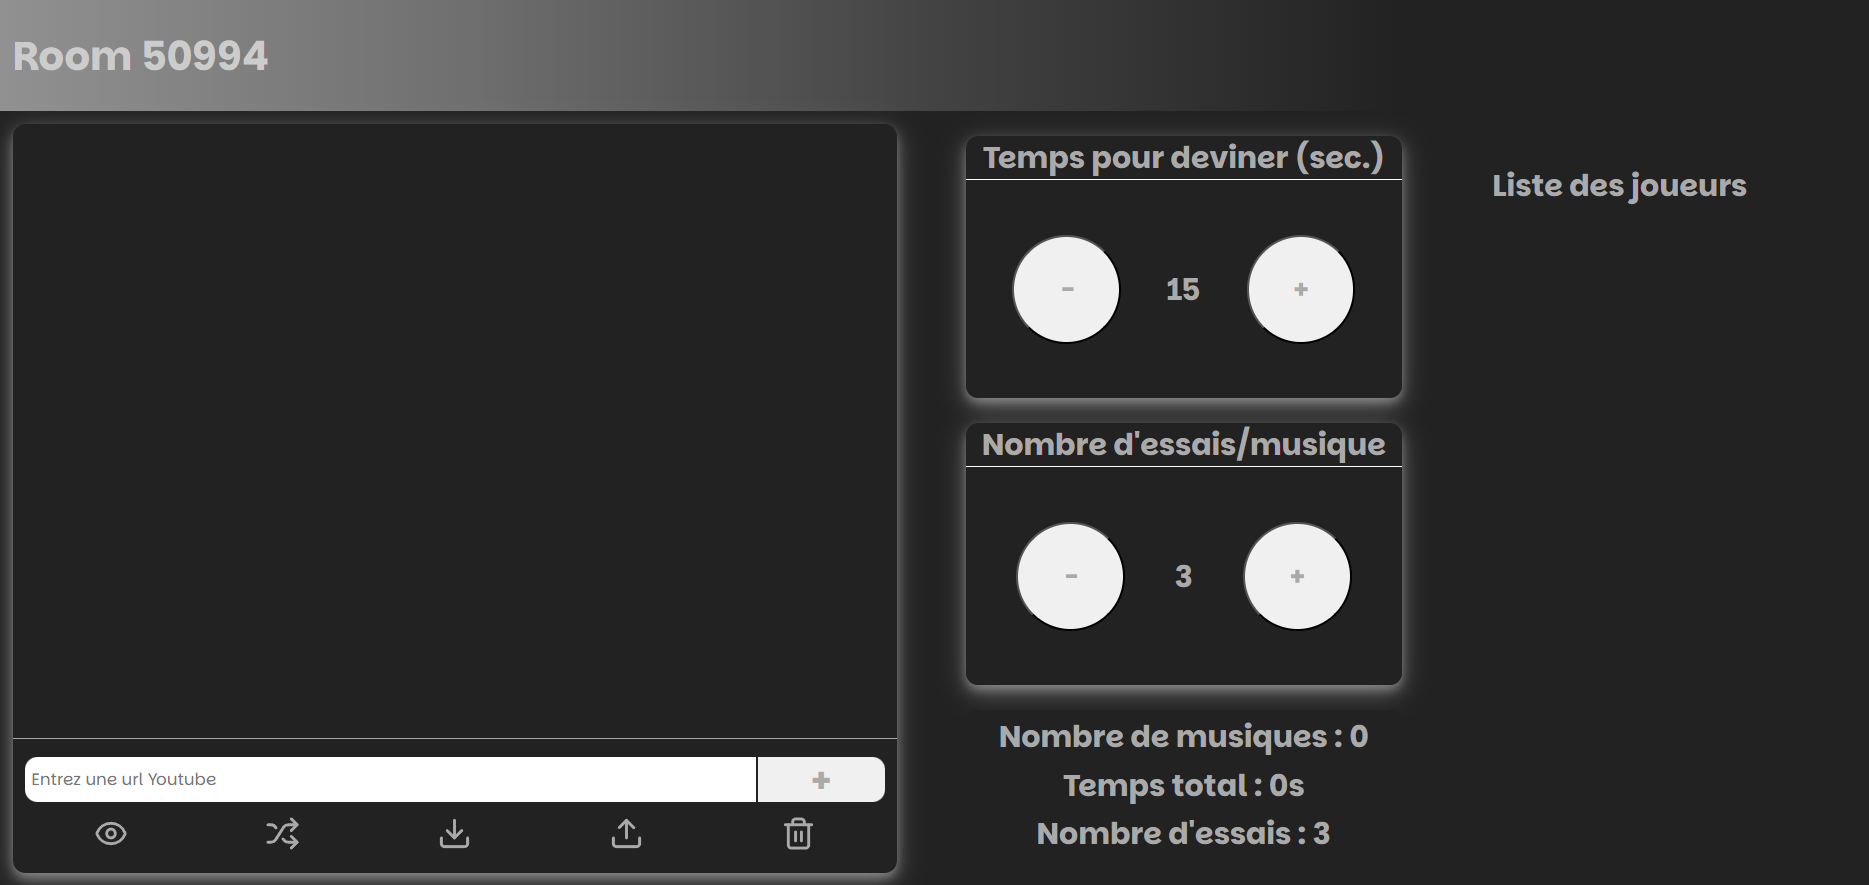 Room 50994
Entrez une url Youtube +
Temps pour deviner (sec.)
- 15 +
Nombre d'essais/musique
- 3 +
Nombre de musiques : 0
Temps total : 0s
Nombre d'essais : 3
Liste des joueurs